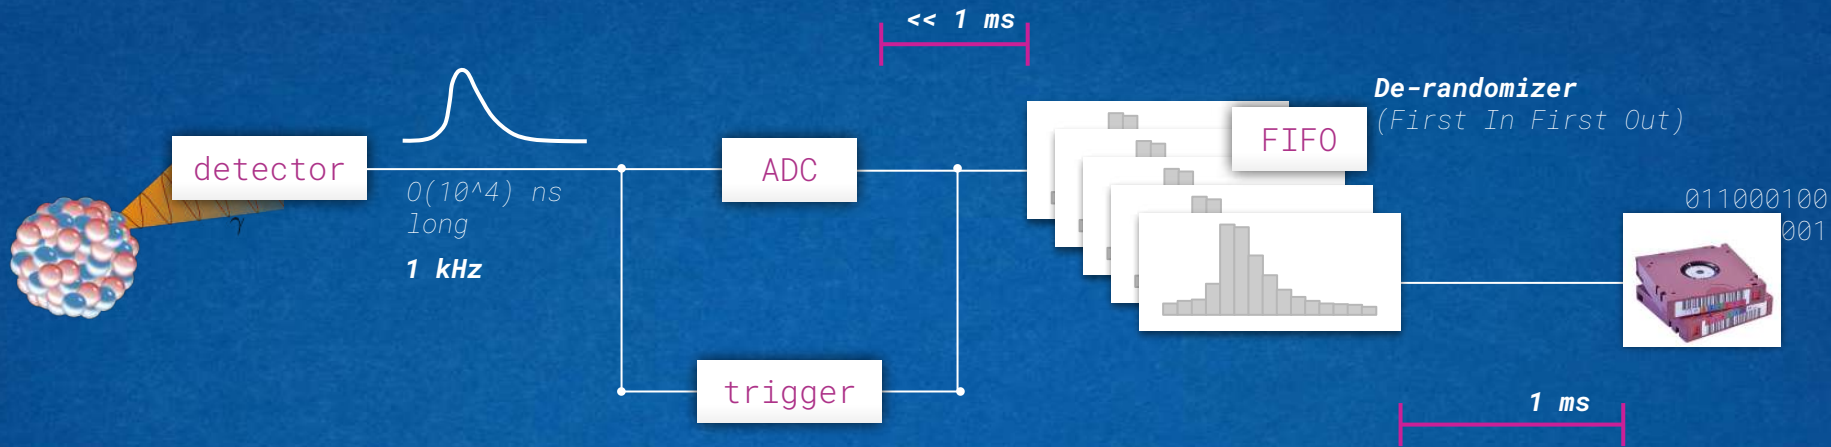 << 1 ms
De-randomizer
(First In First Out)
FIFO
detector
ADC
O(10^4) ns
long
1 kHz
011000100
001
trigger
1 ms